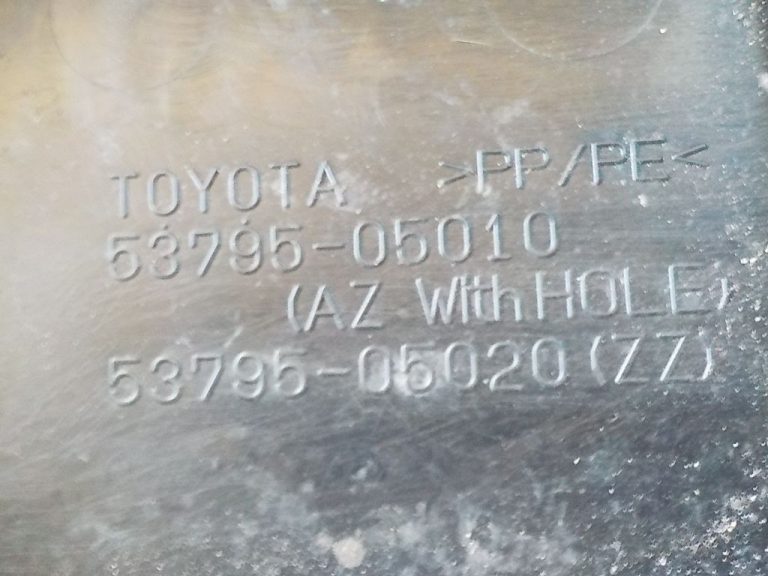 TOYOTA >PP/PE<
53795-05010
(AZ With HOLE)
53795-05020 (ZZ)